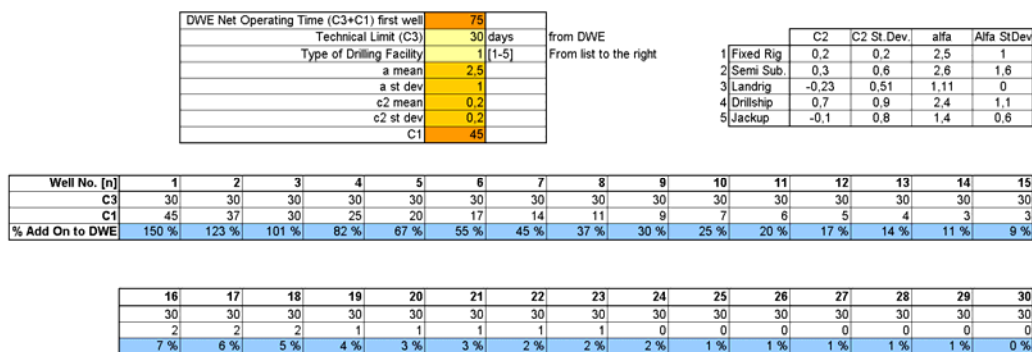 DWE Net Operating Time (C3+C1) first well 75
Technical Limit (C3) 30 days from DWE
Type of Drilling Facility 1 [1-5] From list to the right
a mean 2,5
a st dev 1
c2 mean 0,2
c2 st dev 0,2
C1 45
C2 C2 St.Dev. alfa Alfa StDev
1 Fixed Rig 0,2 0,2 2,5 1
2 Semi Sub. 0,3 0,6 2,6 1,6
3 Landrig -0,23 0,51 1,11 0
4 Drillship 0,7 0,9 2,4 1,1
5 Jackup -0,1 0,8 1,4 0,6
Well No. [n] 1 2 3 4 5 6 7 8 9 10 11 12 13 14 15
C3 30 30 30 30 30 30 30 30 30 30 30 30 30 30 30
C1 45 37 30 25 20 17 14 11 9 7 6 5 4 3 3
% Add On to DWE 150 % 123 % 101 % 82 % 67 % 55 % 45 % 37 % 30 % 25 % 20 % 17 % 14 % 11 % 9 %
16 17 18 19 20 21 22 23 24 25 26 27 28 29 30
30 30 30 30 30 30 30 30 30 30 30 30 30 30 30
2 2 2 1 1 1 1 1 0 0 0 0 0 0 0
7 % 6 % 5 % 4 % 3 % 3 % 2 % 2 % 2 % 1 % 1 % 1 % 1 % 1 % 0 %